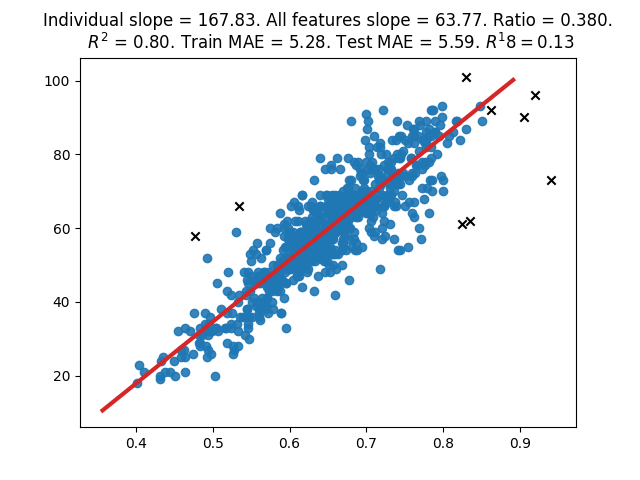 Individual slope = 167.83. All features slope = 63.77. Ratio = 0.380.
R² = 0.80. Train MAE = 5.28. Test MAE = 5.59. R¹8 = 0.13
100
80
60
40
20
0.4 0.5 0.6 0.7 0.8 0.9